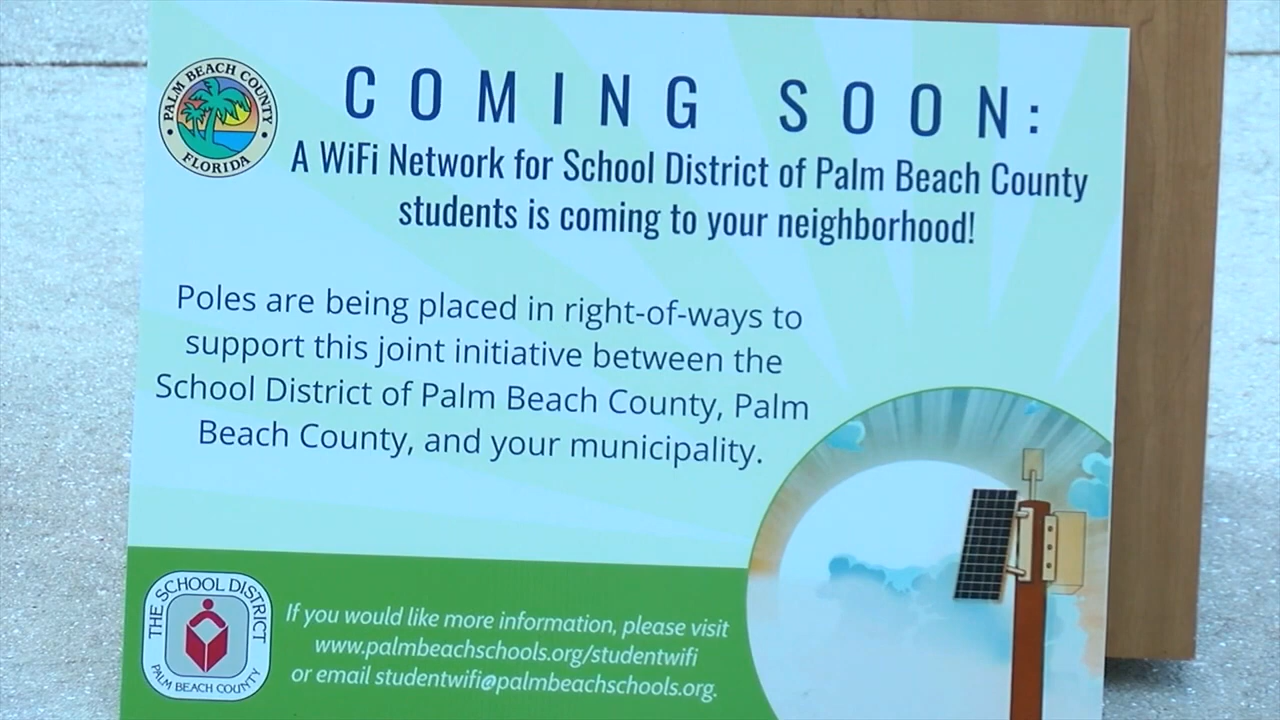 PALM BEACH COUNTY
FLORIDA
COMING SOON:
A WiFi Network for School District of Palm Beach County
students is coming to your neighborhood!
Poles are being placed in right-of-ways to
support this joint initiative between the
School District of Palm Beach County, Palm
Beach County, and your municipality.
THE SCHOOL DISTRICT
PALM BEACH COUNTY
If you would like more information, please visit
www.palmbeachschools.org/studentwifi
or email studentwifi@palmbeachschools.org.